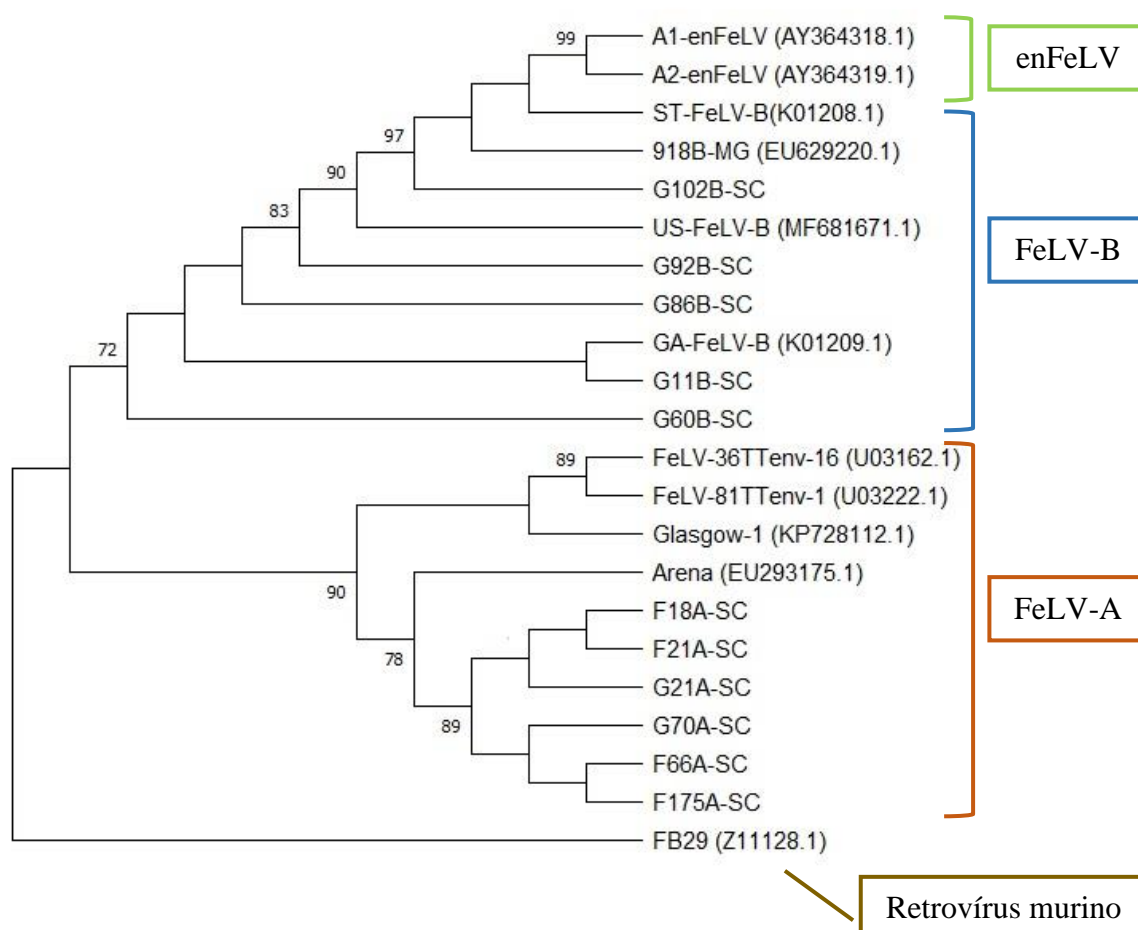 99
A1-enFeLV (AY364318.1)
A2-enFeLV (AY364319.1)
enFeLV
ST-FeLV-B(K01208.1)
97
918B-MG (EU629220.1)
90
G102B-SC
83
US-FeLV-B (MF681671.1)
FeLV-B
G92B-SC
G86B-SC
72
GA-FeLV-B (K01209.1)
G11B-SC
G60B-SC
89
FeLV-36TTenv-16 (U03162.1)
FeLV-81TTenv-1 (U03222.1)
Glasgow-1 (KP728112.1)
90
Arena (EU293175.1)
F18A-SC
FeLV-A
78
F21A-SC
G21A-SC
89
G70A-SC
F66A-SC
F175A-SC
FB29 (Z11128.1)
Retrovírus murino